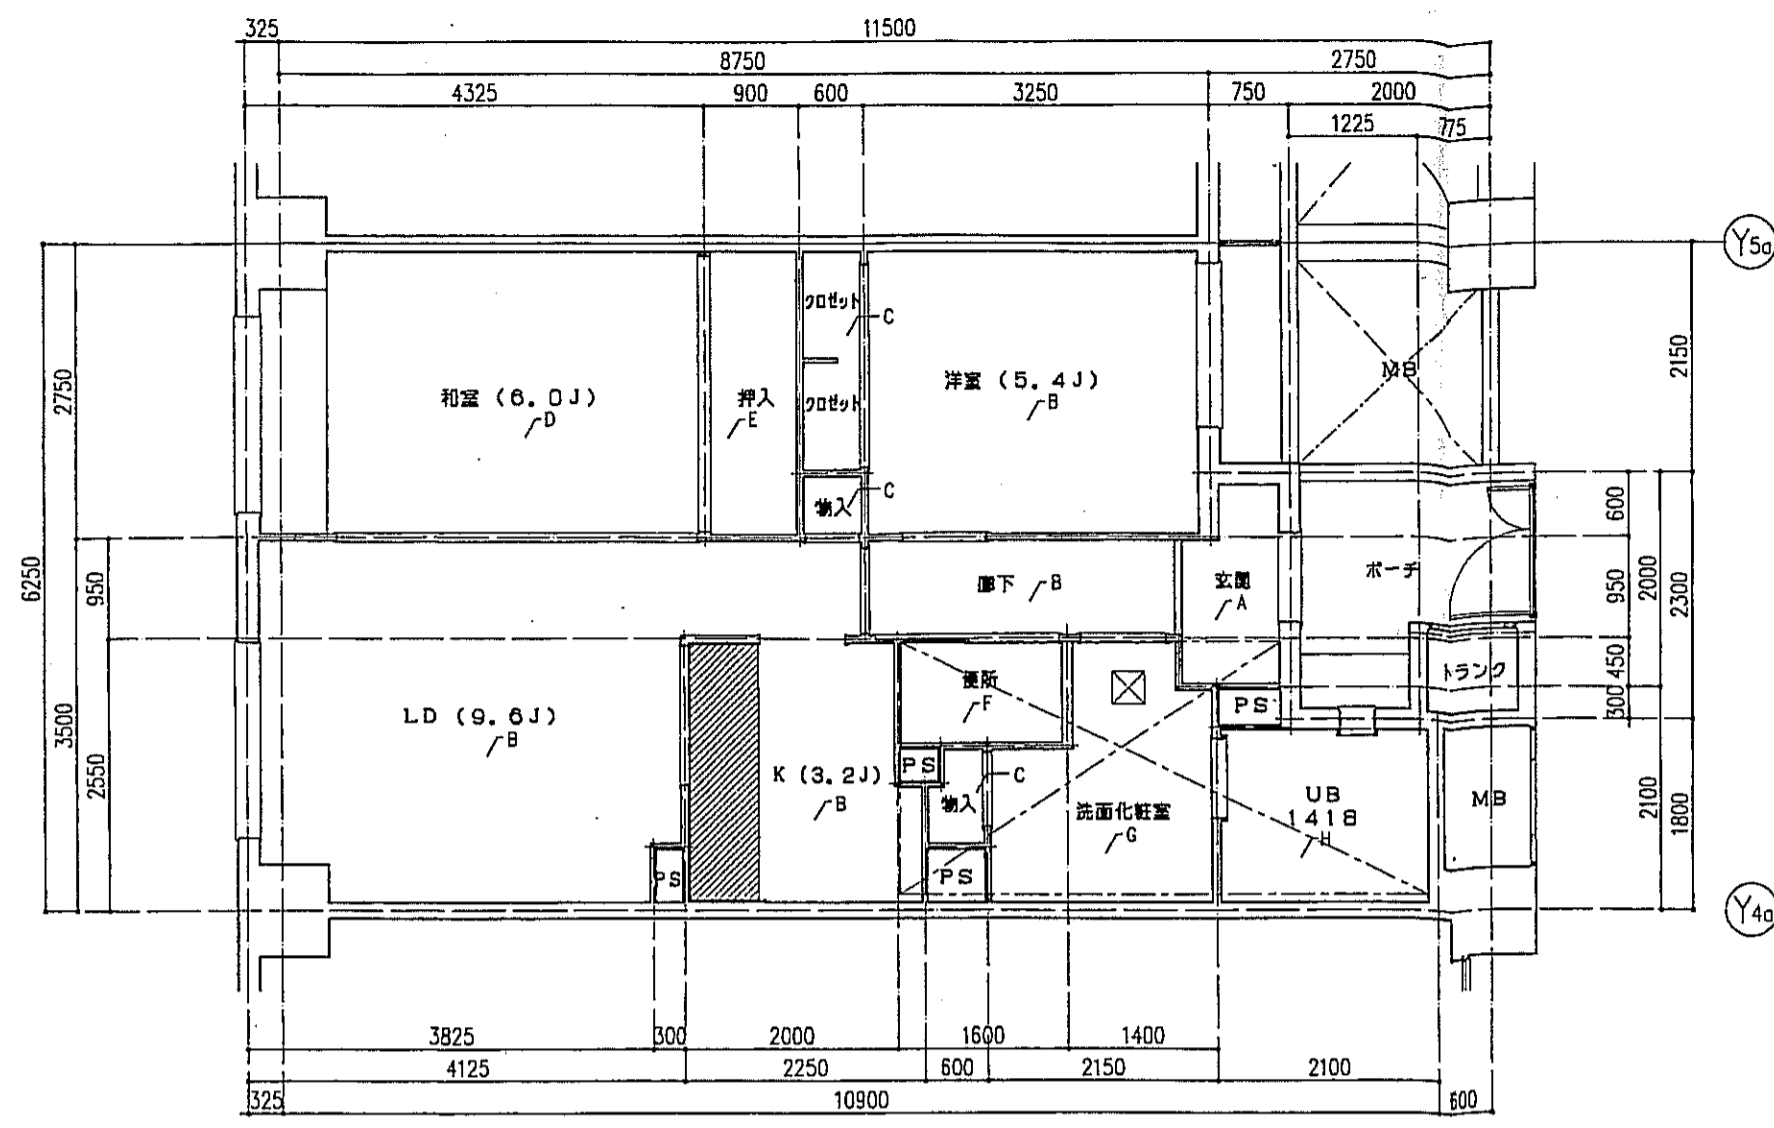 325 11500
8750 2750
4325 900 600 3250 750 2000
1225 775
Y5a
クロゼット
C
MB
2150
2750
和室 (6.0J)
D
押入
E
クロゼット
洋室 (5.4J)
B
物入
C
600
6250
950
廊下
B
玄関
A
ポーチ
950
2000
2300
便所
F
トランク
450
PS
300
3500
LD (9.6J)
B
2550
K (3.2J)
B
PS
物入
C
洗面化粧室
G
UB
1418
H
MB
2100
1800
PS
PS
Y4a
3825 300 2000 1600 1400
4125 2250 600 2150 2100
325 10900 600